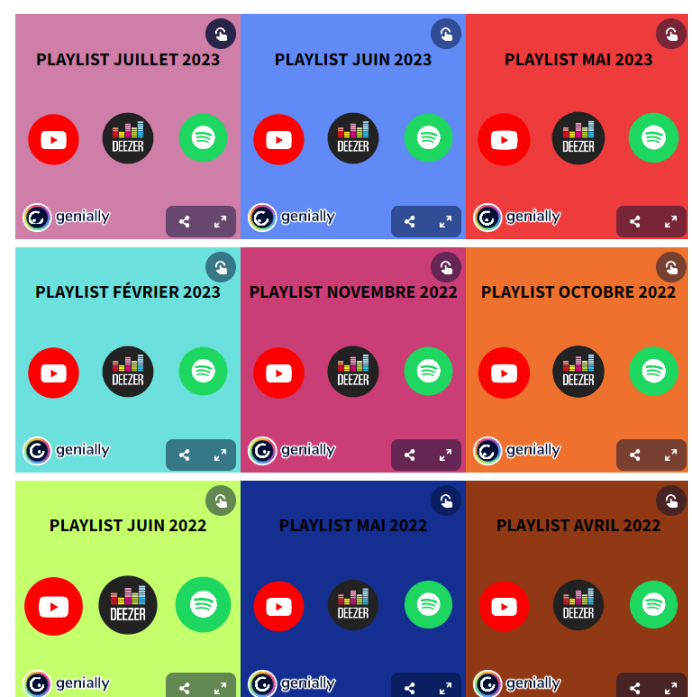 PLAYLIST JUILLET 2023
PLAYLIST JUIN 2023
PLAYLIST MAI 2023
DEEZER
DEEZER
DEEZER
genially
genially
genially
PLAYLIST FÉVRIER 2023
PLAYLIST NOVEMBRE 2022
PLAYLIST OCTOBRE 2022
DEEZER
DEEZER
DEEZER
genially
genially
genially
PLAYLIST JUIN 2022
PLAYLIST MAI 2022
PLAYLIST AVRIL 2022
DEEZER
DEEZER
DEEZER
genially
genially
genially